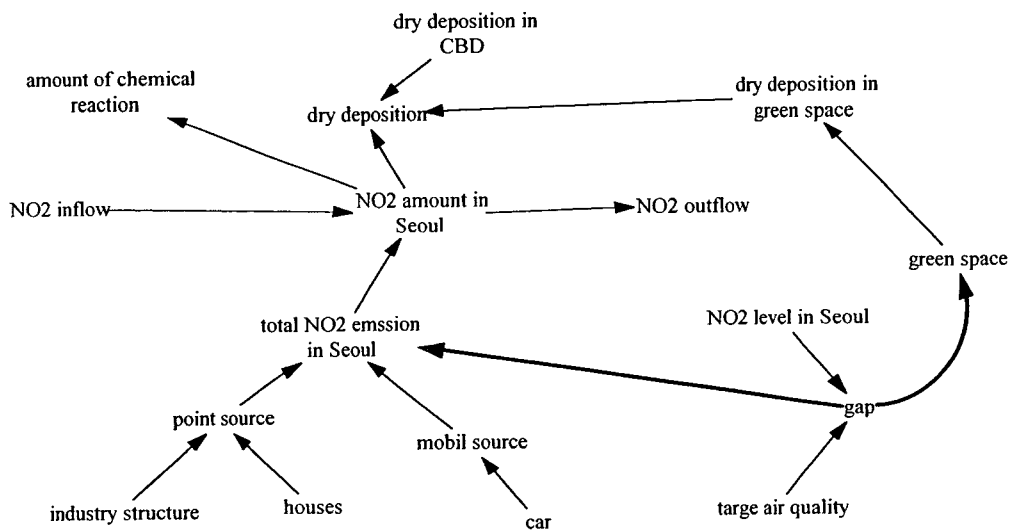 dry deposition in
CBD
amount of chemical
reaction
dry deposition
dry deposition in
green space
NO2 inflow
NO2 amount in
Seoul
NO2 outflow
green space
total NO2 emssion
in Seoul
NO2 level in Seoul
point source
mobil source
gap
industry structure
houses
car
targe air quality